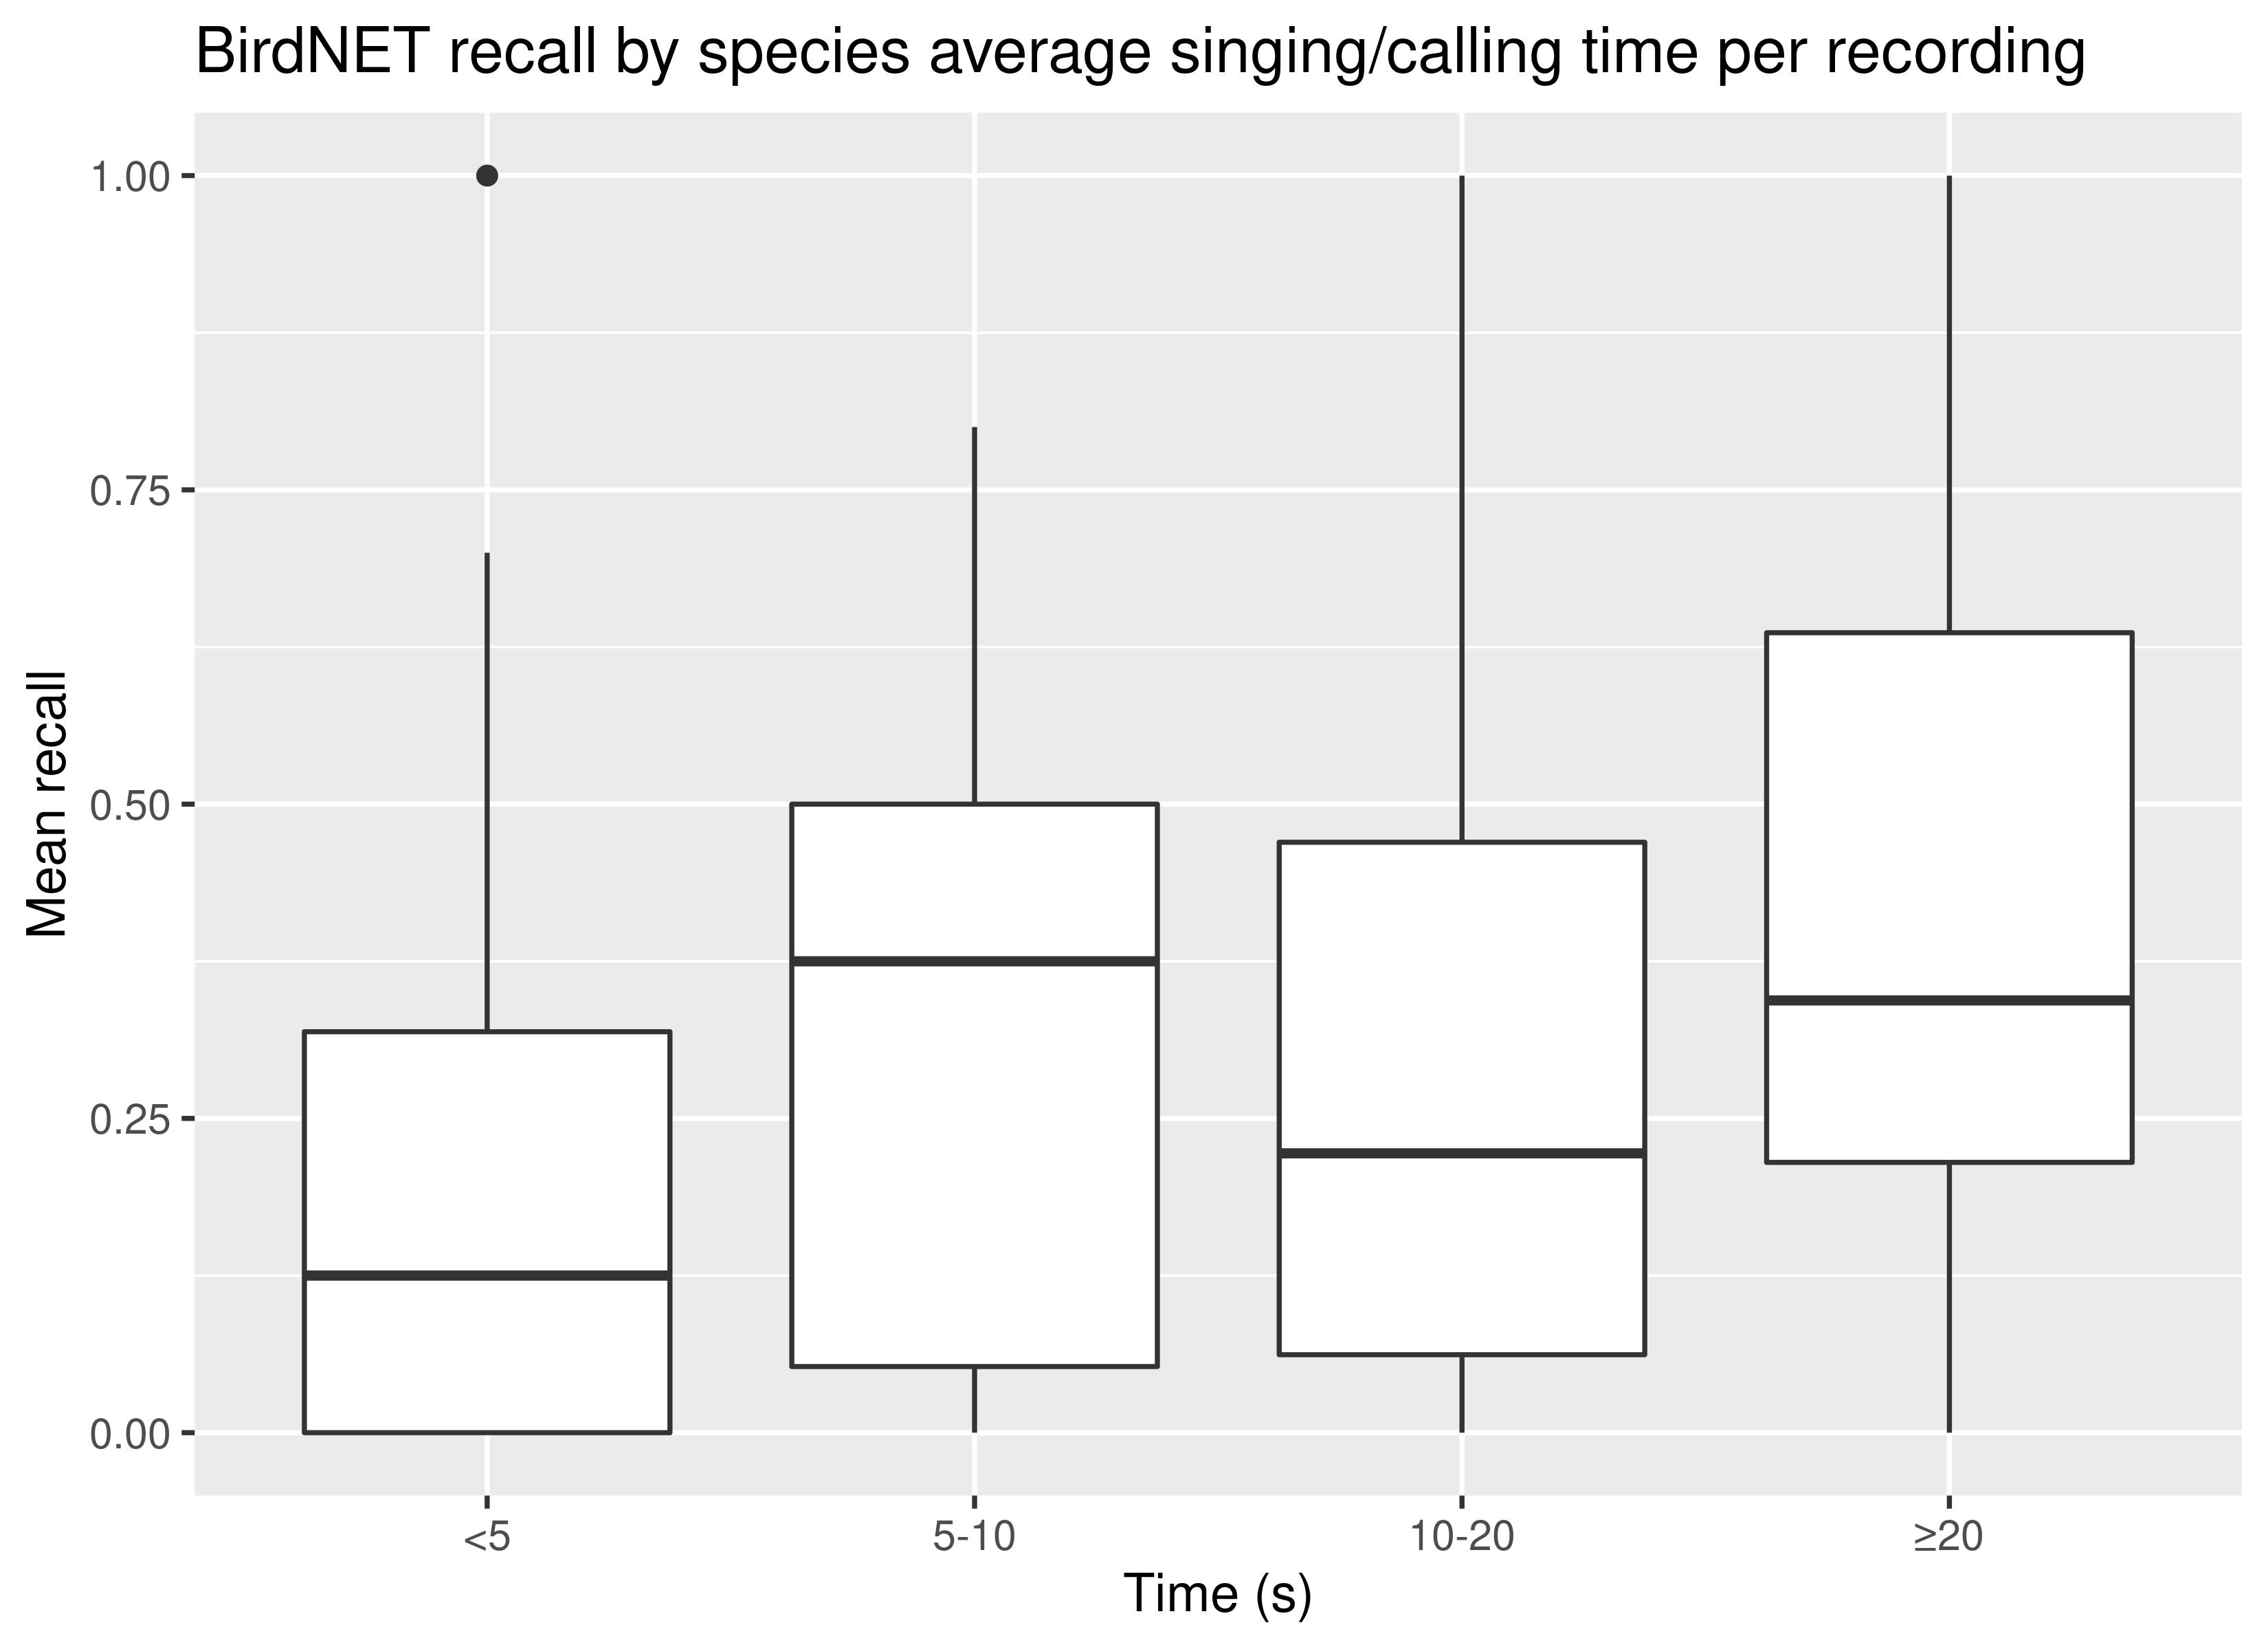 BirdNET recall by species average singing/calling time per recording
1.00
0.75
0.50
0.25
0.00
Mean recall
<5 5-10 10-20 ≥20
Time (s)